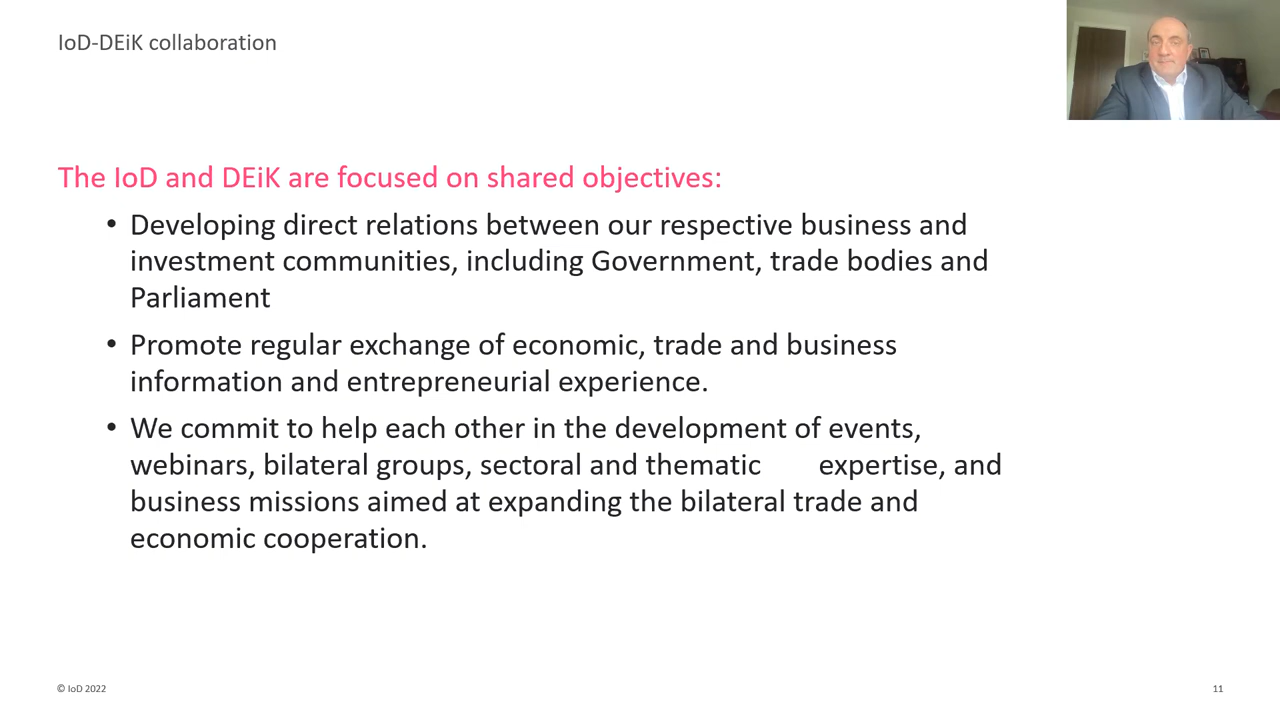 IoD-DEiK collaboration
The IoD and DEiK are focused on shared objectives:
• Developing direct relations between our respective business and
investment communities, including Government, trade bodies and
Parliament
• Promote regular exchange of economic, trade and business
information and entrepreneurial experience.
• We commit to help each other in the development of events,
webinars, bilateral groups, sectoral and thematic expertise, and
business missions aimed at expanding the bilateral trade and
economic cooperation.
© IoD 2022
11